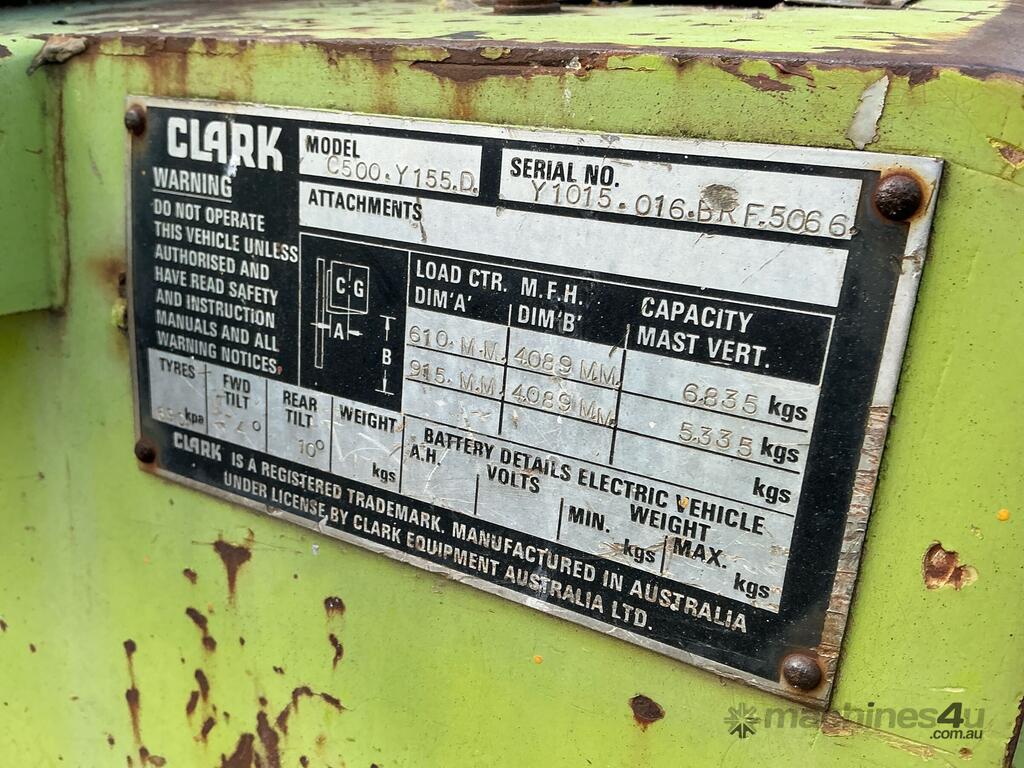 CLARK
WARNING
DO NOT OPERATE
THIS VEHICLE UNLESS
AUTHORISED AND
HAVE READ SAFETY
AND INSTRUCTION
MANUALS AND ALL
WARNING NOTICES,
MODEL
C500.Y155.D.
SERIAL NO.
Y1015.016.BRF.5066.
ATTACHMENTS
C G
A
B
LOAD CTR. DIM 'A'
M.F.H. DIM 'B'
CAPACITY MAST VERT.
610.M.M. 4089MM. 6835 kgs
915.MM. 4089MM. 5335 kgs
kgs
TYRES
kpa
FWD TILT
4°
REAR TILT
10°
WEIGHT
kgs
BATTERY DETAILS ELECTRIC VEHICLE
A.H
VOLTS
WEIGHT
MIN. kgs
MAX. kgs
CLARK IS A REGISTERED TRADEMARK. MANUFACTURED IN AUSTRALIA
UNDER LICENSE BY CLARK EQUIPMENT AUSTRALIA LTD.
machines4u
.com.au